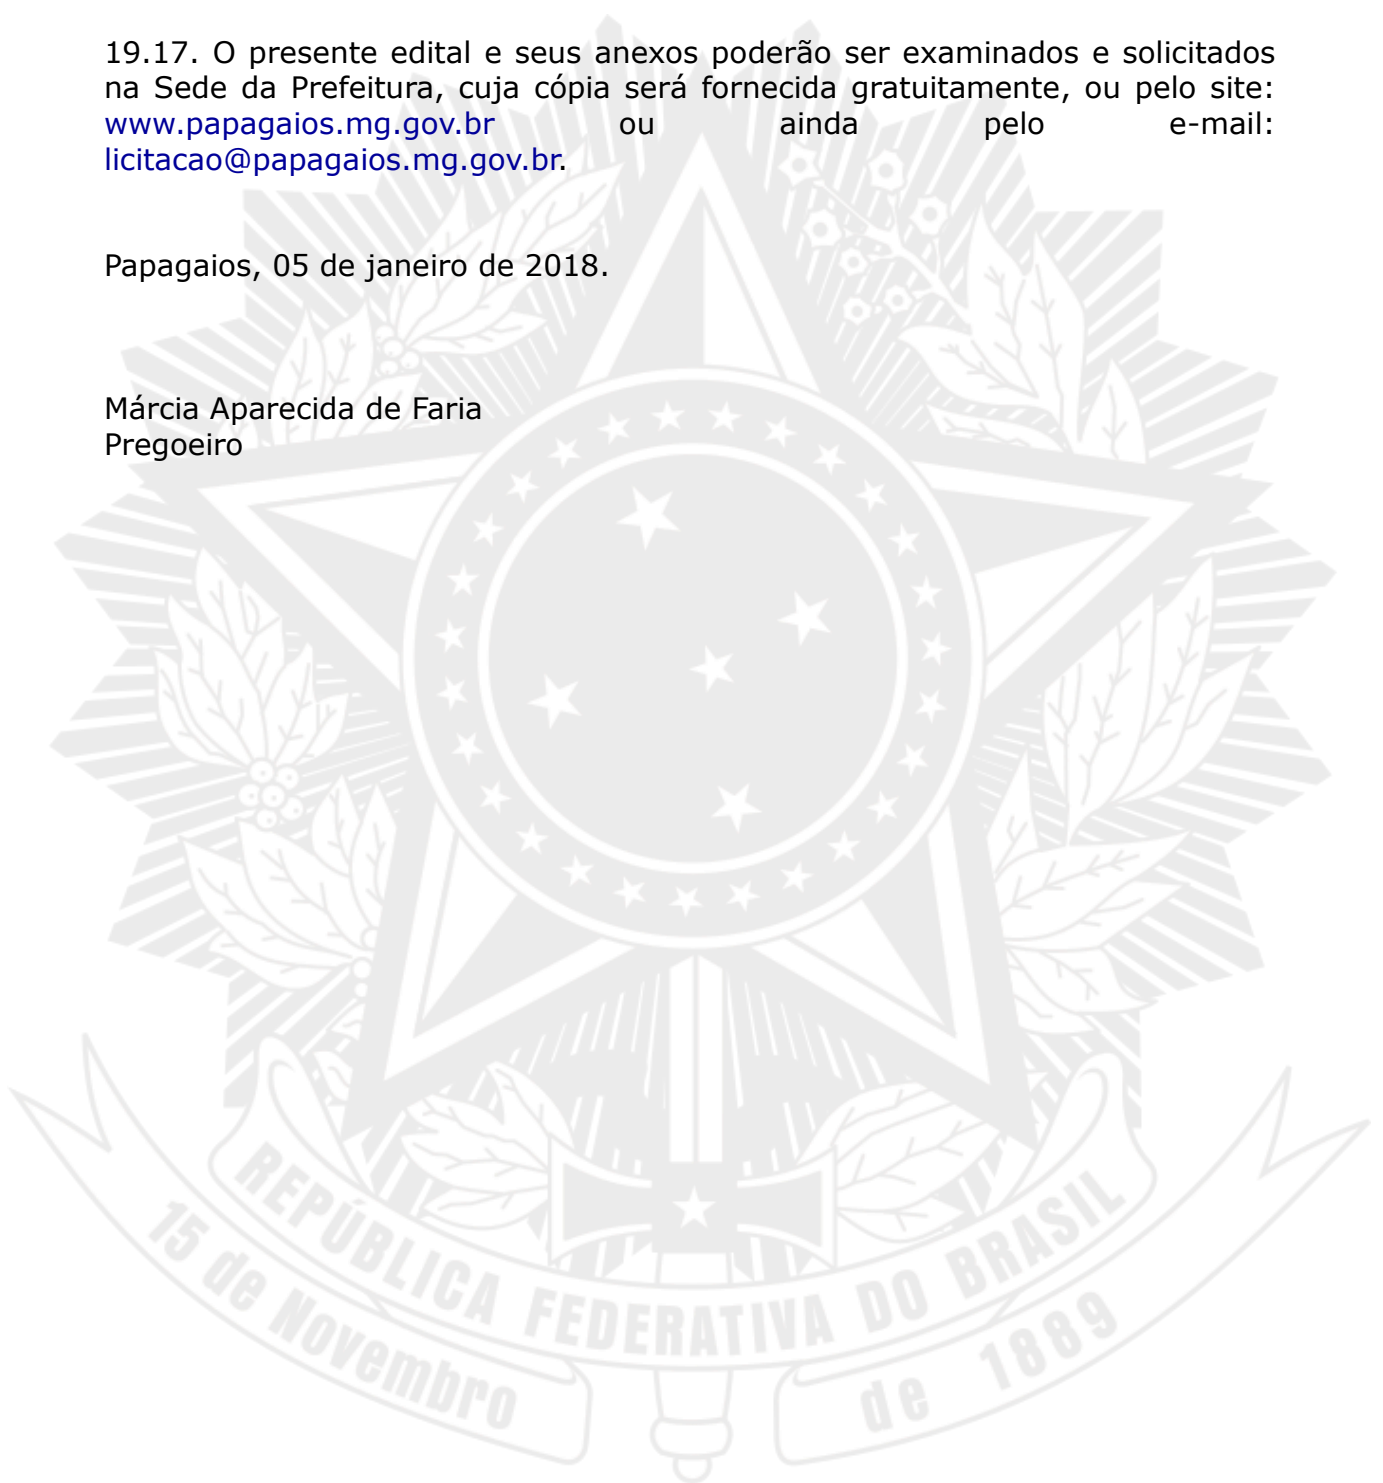 19.17. O presente edital e seus anexos poderão ser examinados e solicitados
na Sede da Prefeitura, cuja cópia será fornecida gratuitamente, ou pelo site:
www.papagaios.mg.gov.br ou ainda pelo e-mail:
licitacao@papagaios.mg.gov.br.
Papagaios, 05 de janeiro de 2018.
Márcia Aparecida de Faria
Pregoeiro
REPÚBLICA FEDERATIVA DO BRASIL
15 de Novembro de 1889